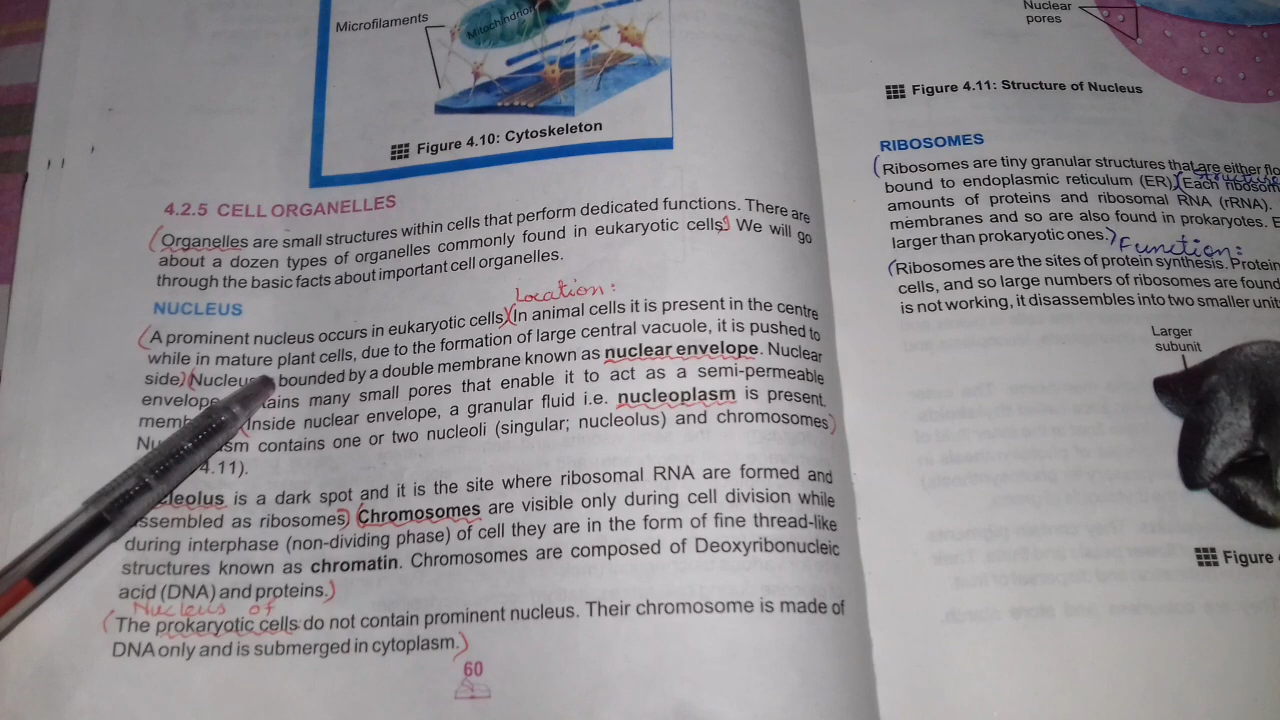 Microfilaments
Mitochindrion
Figure 4.10: Cytoskeleton
4.2.5 CELL ORGANELLES
(Organelles are small structures within cells that perform dedicated functions. There are
about a dozen types of organelles commonly found in eukaryotic cells.) We will go
through the basic facts about important cell organelles.
NUCLEUS
Location:
(A prominent nucleus occurs in eukaryotic cells)(In animal cells it is present in the centre
while in mature plant cells, due to the formation of large central vacuole, it is pushed to
side)(Nucleus bounded by a double membrane known as nuclear envelope. Nuclear
envelope many small pores that enable it to act as a semi-permeable
(Inside nuclear envelope, a granular fluid i.e. nucleoplasm is present.
contains one or two nucleoli (singular; nucleolus) and chromosomes)
4.11).
is a dark spot and it is the site where ribosomal RNA are formed and
assembled as ribosomes)(Chromosomes are visible only during cell division while
during interphase (non-dividing phase) of cell they are in the form of fine thread-like
structures known as chromatin. Chromosomes are composed of Deoxyribonucleic
acid (DNA) and proteins.)
Nucleus of
(The prokaryotic cells do not contain prominent nucleus. Their chromosome is made of
DNA only and is submerged in cytoplasm.)
60
Nuclear
pores
Figure 4.11: Structure of Nucleus
RIBOSOMES
(Ribosomes are tiny granular structures that are either
structure
bound to endoplasmic reticulum (ER).)(Each
amounts of proteins and ribosomal RNA (rRNA).
membranes and so are also found in prokaryotes.
larger than prokaryotic ones.) Function:
(Ribosomes are the sites of protein synthesis. Protein
cells, and so large numbers of ribosomes are found
is not working, it disassembles into two smaller
Larger
subunit
Figure